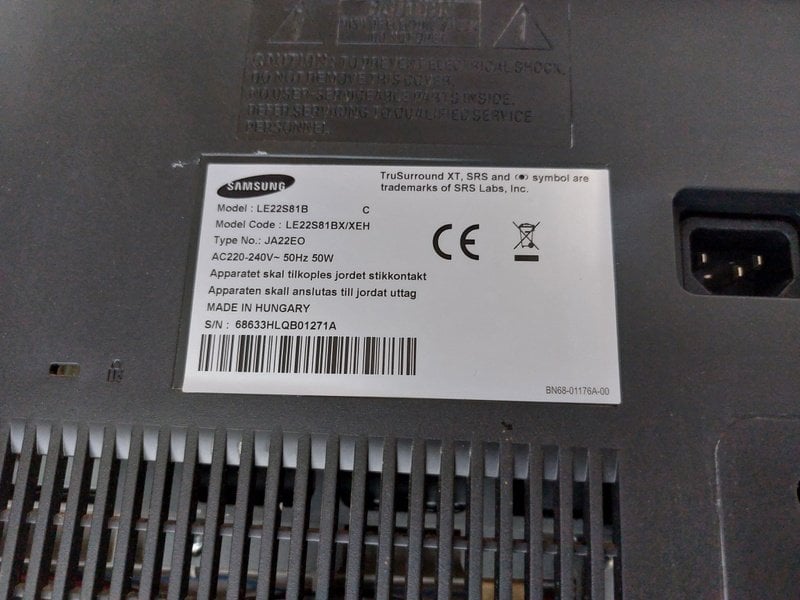 CAUTION: TO PREVENT ELECTRICAL SHOCK,
DO NOT REMOVE THIS COVER.
NO USER-SERVICEABLE PARTS INSIDE.
REFER SERVICING TO QUALIFIED SERVICE
PERSONNEL.
SAMSUNG
TruSurround XT, SRS and symbol are
trademarks of SRS Labs, Inc.
Model : LE22S81B C
Model Code : LE22S81BX/XEH
Type No.: JA22EO
AC220-240V~ 50Hz 50W
Apparatet skal tilkoples jordet stikkontakt
Apparaten skall anslutas till jordat uttag
MADE IN HUNGARY
S/N : 68633HLQB01271A
CE
BN68-01176A-00